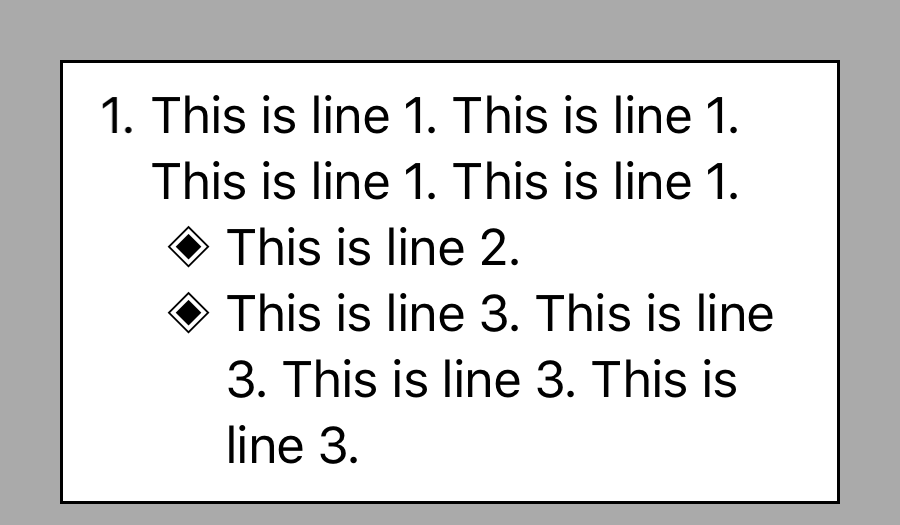 1. This is line 1. This is line 1.
This is line 1. This is line 1.
◈ This is line 2.
◈ This is line 3. This is line
3. This is line 3. This is
line 3.